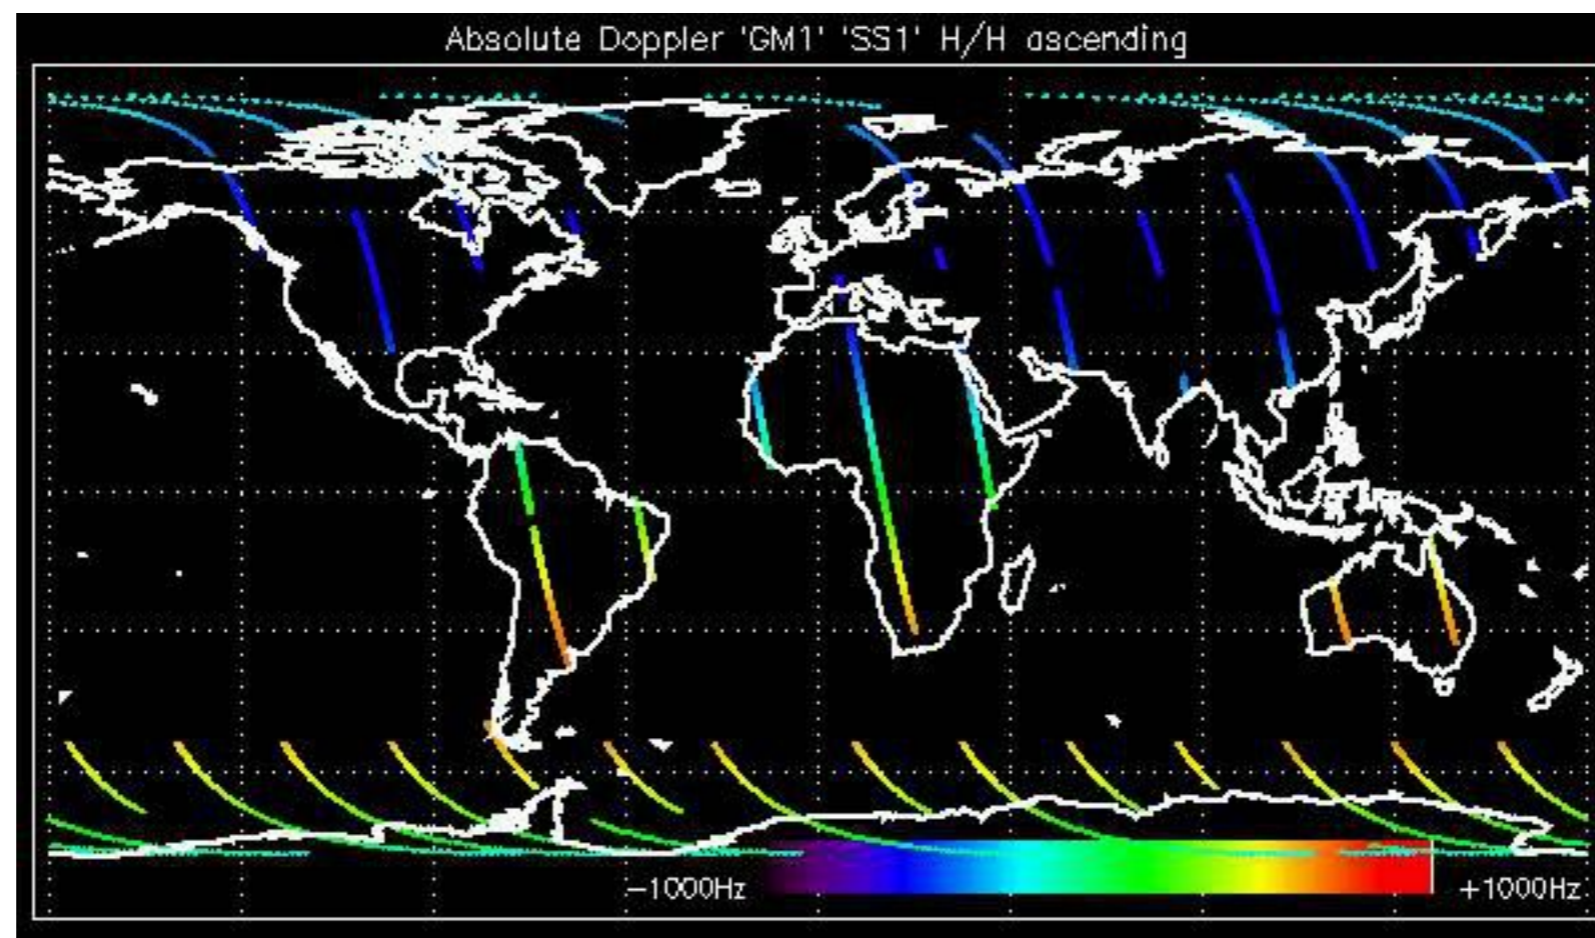 Absolute Doppler 'GM1' 'SS1' H/H ascending
−1000Hz
+1000Hz